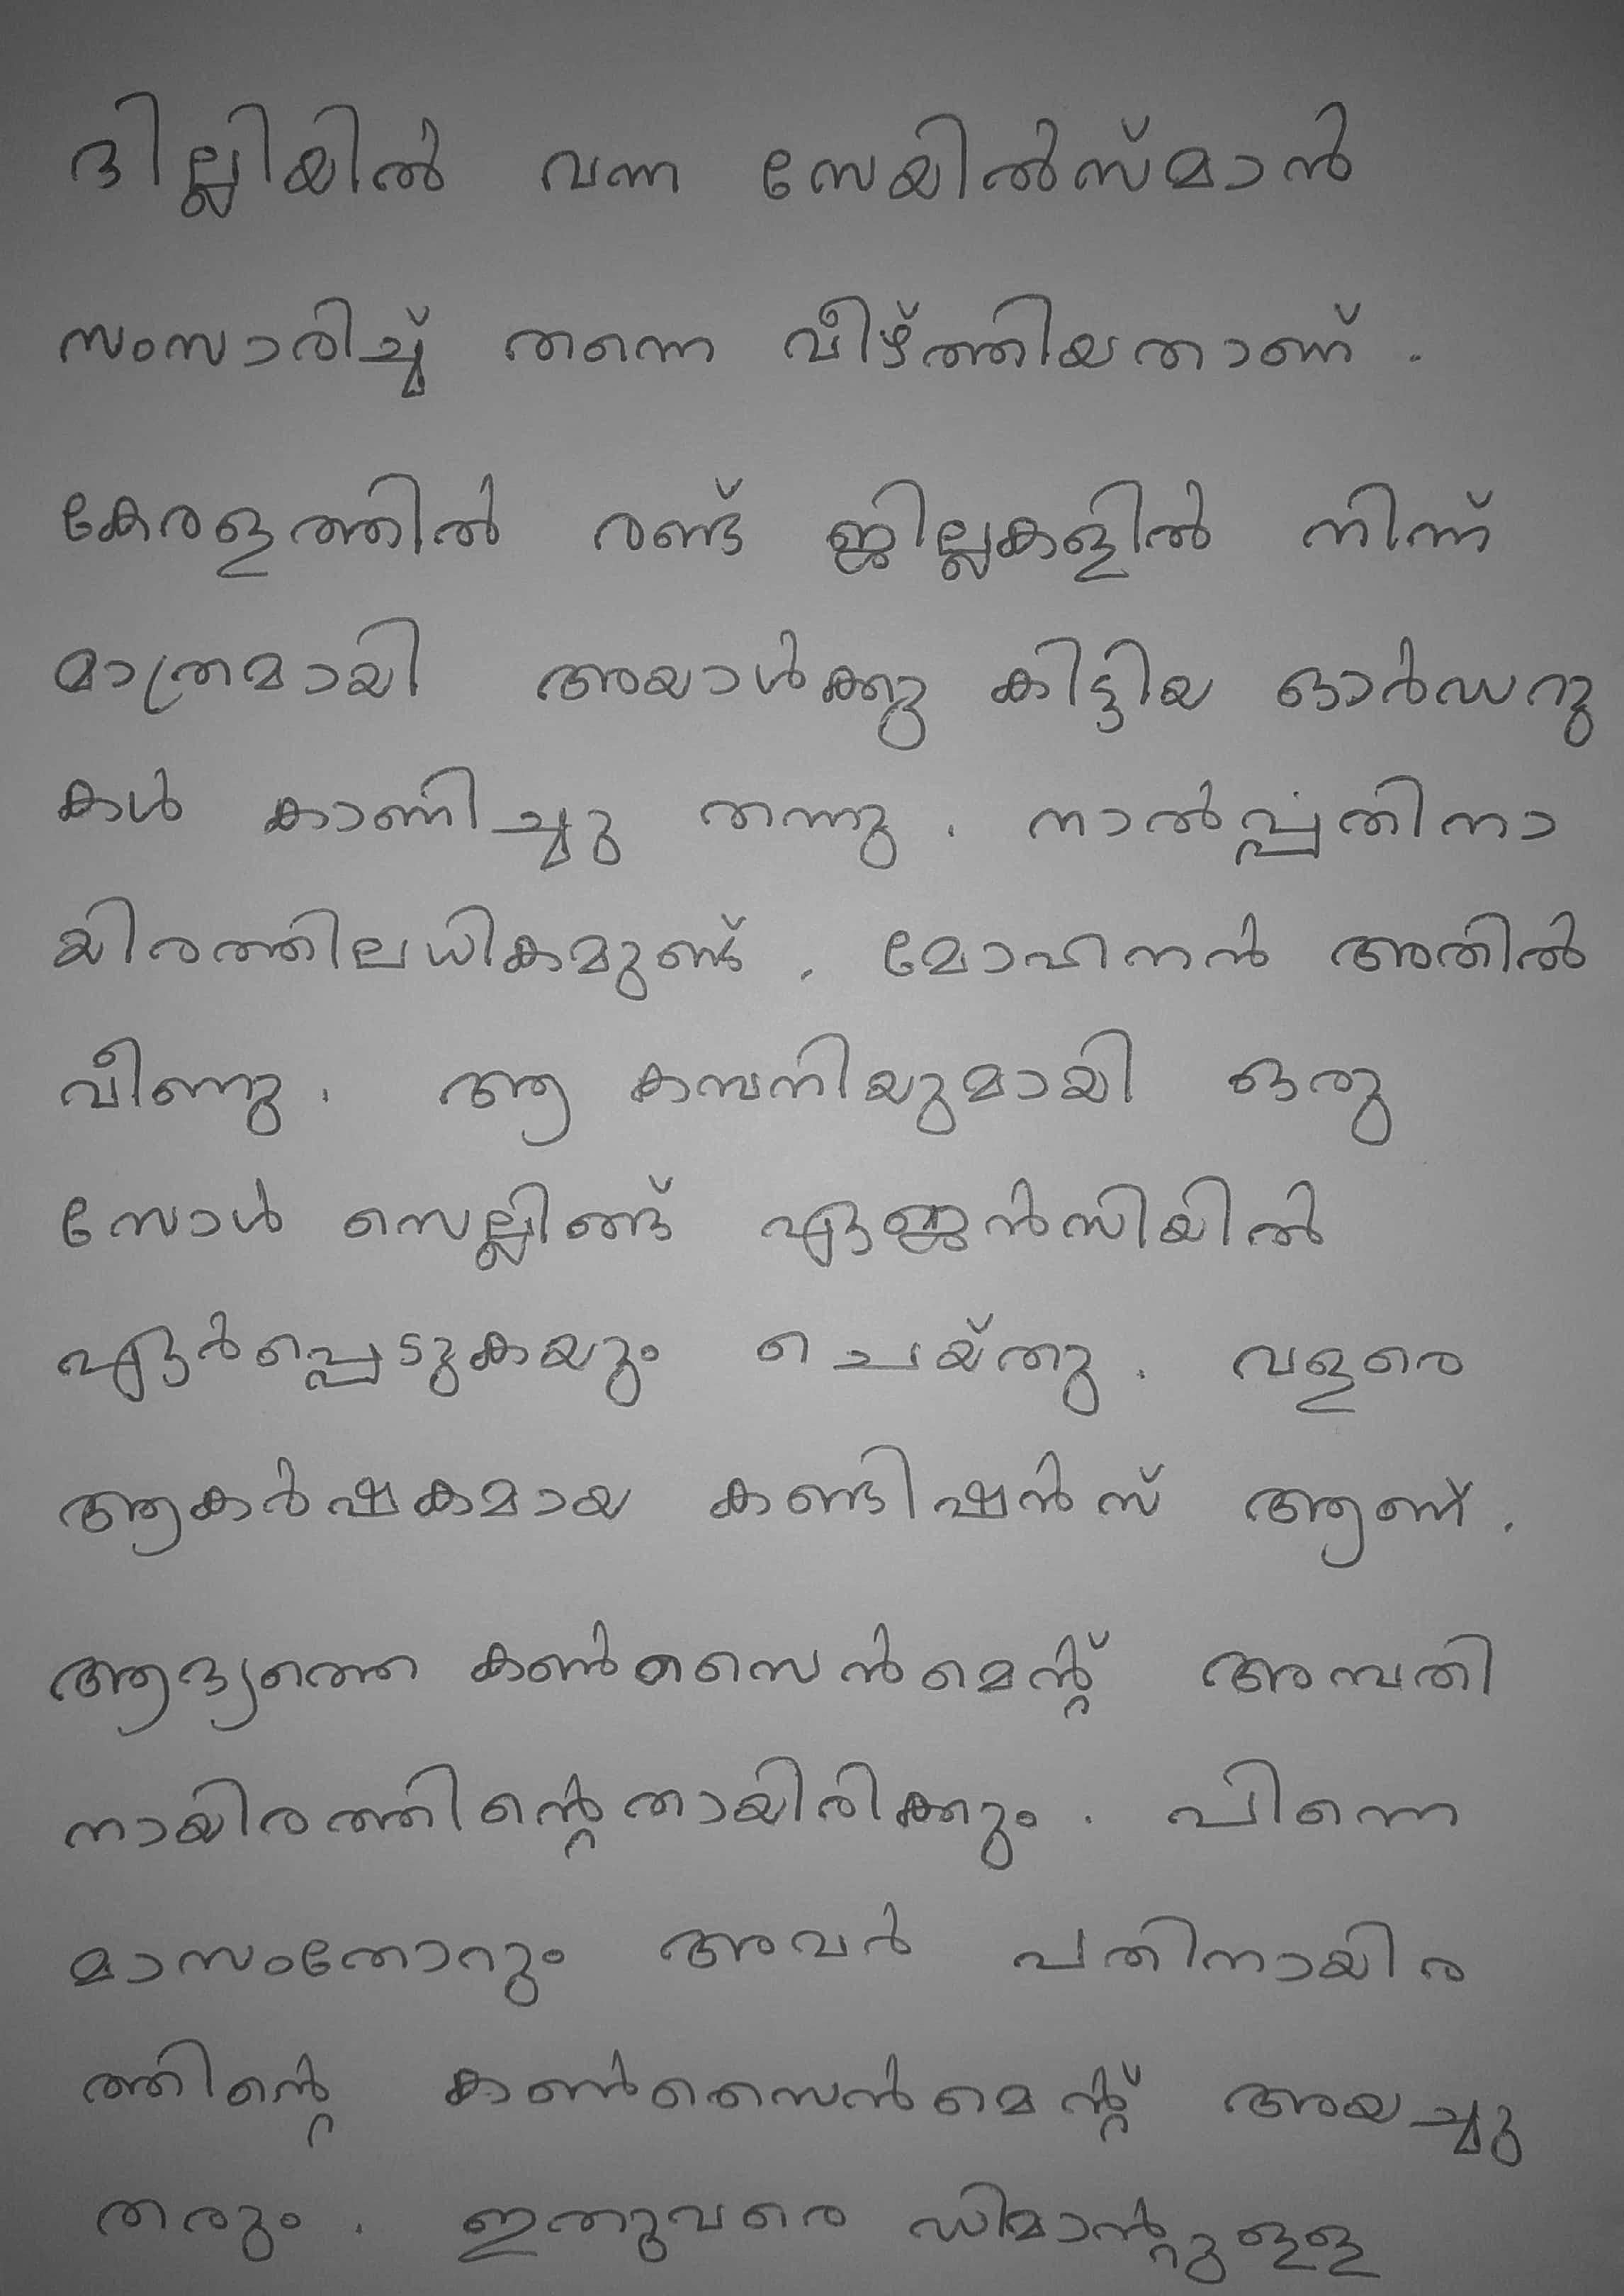 ദില്ലിയിൽ വന്ന സേയിൽസ്മാൻ
സംസാരിച്ച് തന്നെ വീഴ്ത്തിയതാണ്.
കേരളത്തിൽ രണ്ട് ജില്ലകളിൽ നിന്ന്
മാത്രമായി അയാൾക്കു കിട്ടിയ ഓർഡറു
കൾ കാണിച്ചു തന്നു. നാൽപ്പതിനാ
യിരത്തിലധികമുണ്ട്. മോഹനൻ അതിൽ
വീണു. ആ കമ്പനിയുമായി ഒരു
സോൾ സെല്ലിങ്ങ് ഏജൻസിയിൽ
ഏർപ്പെടുകയും ചെയ്തു. വളരെ
ആകർഷകമായ കണ്ടിഷൻസ് ആണ്.
ആദ്യത്തെ കൺസൈൻമെന്റ് അമ്പതി
നായിരത്തിന്റെതായിരിക്കും. പിന്നെ
മാസംതോറും അവർ പതിനായിര
ത്തിന്റെ കൺസൈൻമെന്റ് അയച്ചു
തരും. ഇതുവരെ ഡിമാന്റുള്ള